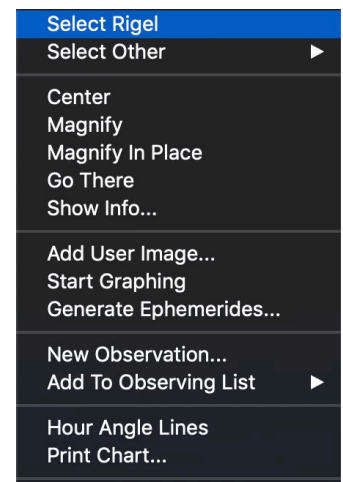 Select Rigel
Select Other
Center
Magnify
Magnify In Place
Go There
Show Info...
Add User Image...
Start Graphing
Generate Ephemerides...
New Observation...
Add To Observing List
Hour Angle Lines
Print Chart...